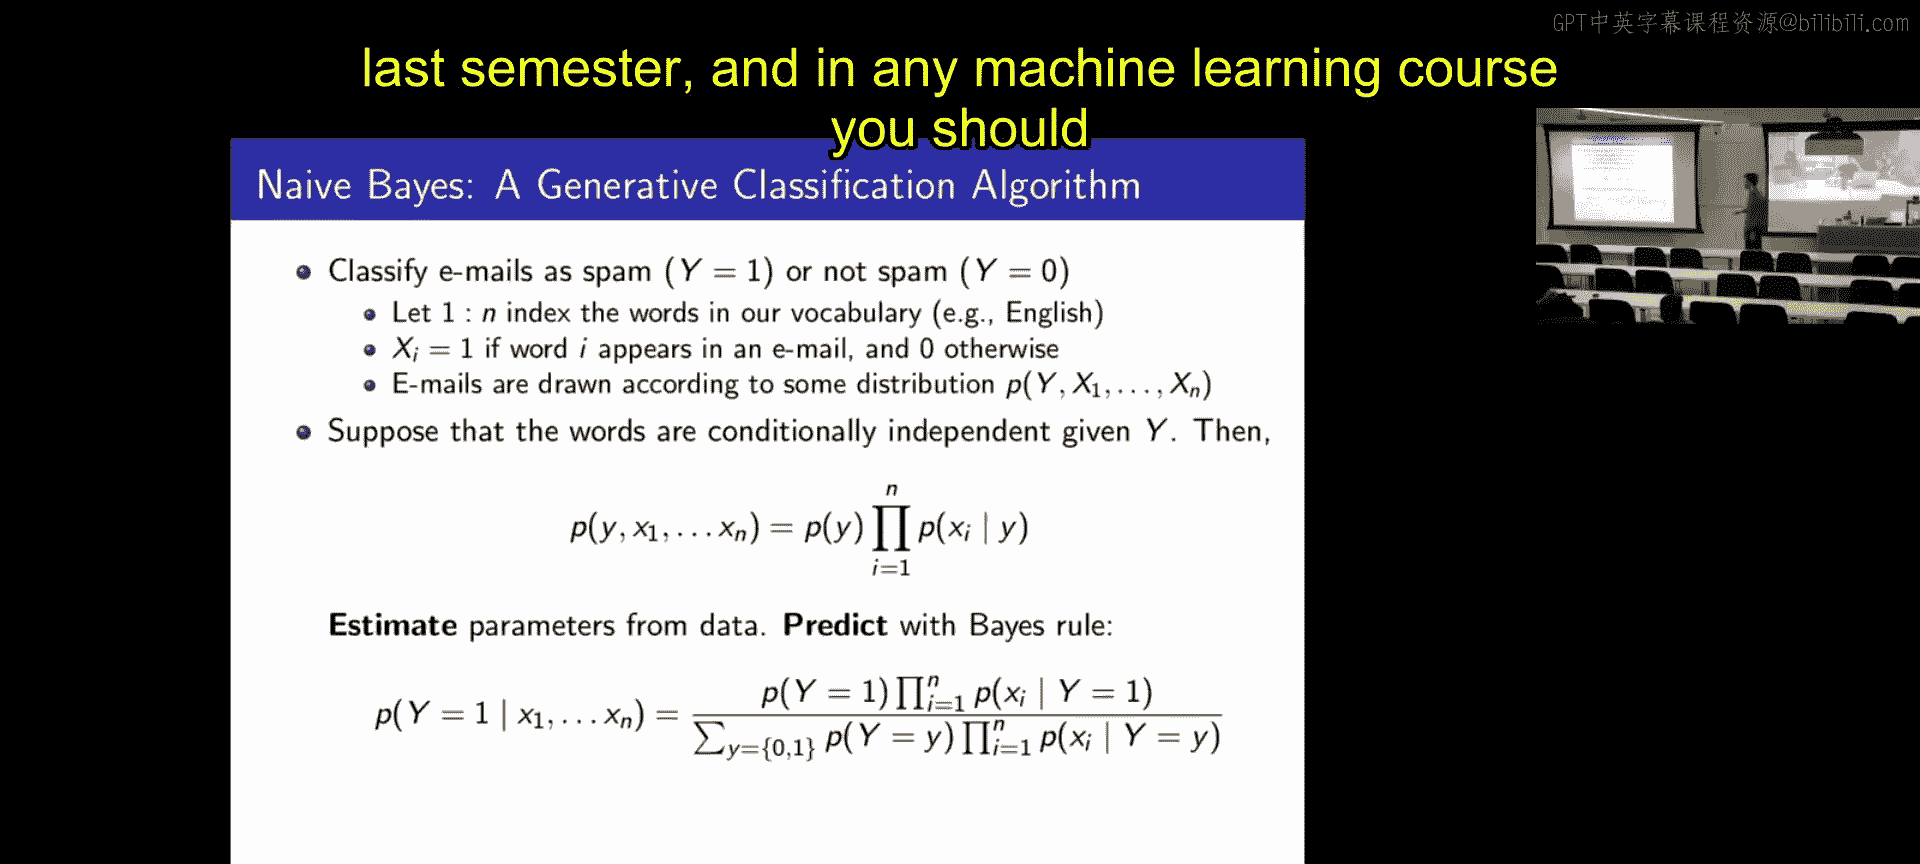 GPT中英字幕课程资源@bilibili.com
last semester, and in any machine learning course
you should
Naive Bayes: A Generative Classification Algorithm
Classify e-mails as spam (Y = 1) or not spam (Y = 0)
Let 1 : n index the words in our vocabulary (e.g., English)
X_i = 1 if word i appears in an e-mail, and 0 otherwise
E-mails are drawn according to some distribution p(Y, X_1, . . . , X_n)
Suppose that the words are conditionally independent given Y. Then,
p(y, x_1, . . . x_n) = p(y) ∏_{i=1}^{n} p(x_i | y)
Estimate parameters from data. Predict with Bayes rule:
p(Y = 1 | x_1, . . . x_n) = \frac{p(Y = 1) ∏_{i=1}^{n} p(x_i | Y = 1)}{∑_{y={0,1}} p(Y = y) ∏_{i=1}^{n} p(x_i | Y = y)}